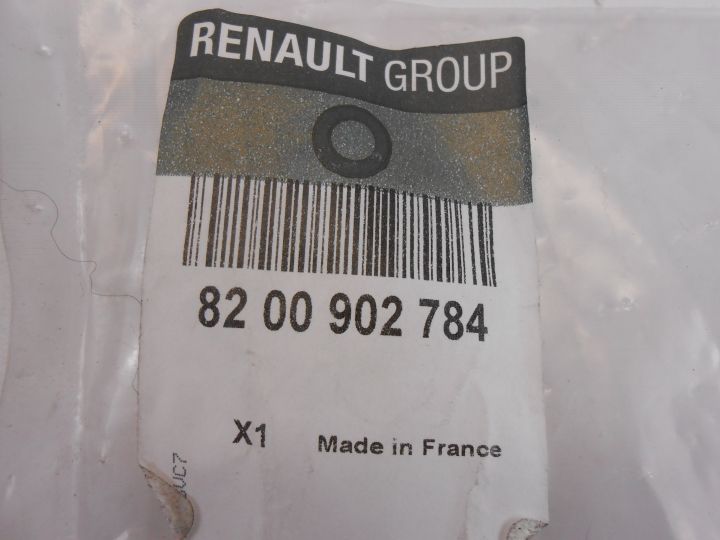 RENAULT GROUP
82 00 902 784
X1 Made in France